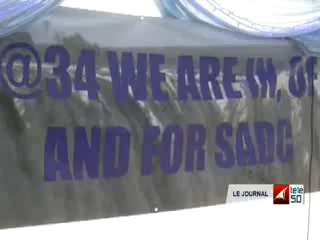 @34 WE ARE IN, OF
AND FOR SADC
LE JOURNAL
tele 50